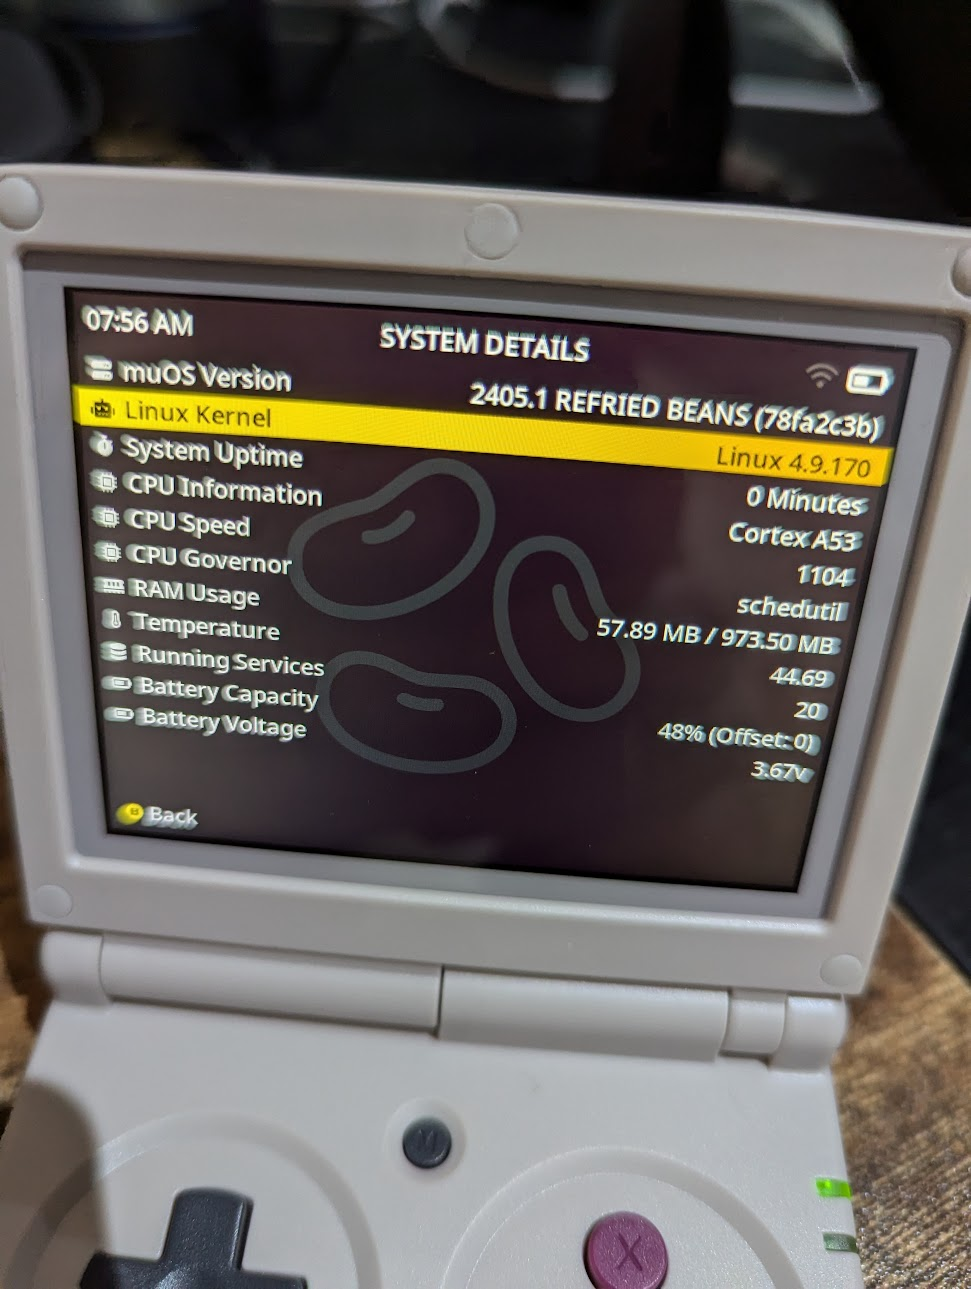 07:56 AM
SYSTEM DETAILS
muOS Version 2405.1 REFRIED BEANS (78fa2c3b)
Linux Kernel Linux 4.9.170
System Uptime 0 Minutes
CPU Information Cortex A53
CPU Speed 1104
CPU Governor schedutil
RAM Usage 57.89 MB / 973.50 MB
Temperature 44.69
Running Services 20
Battery Capacity 48% (Offset: 0)
Battery Voltage 3.67v
B Back
M
X